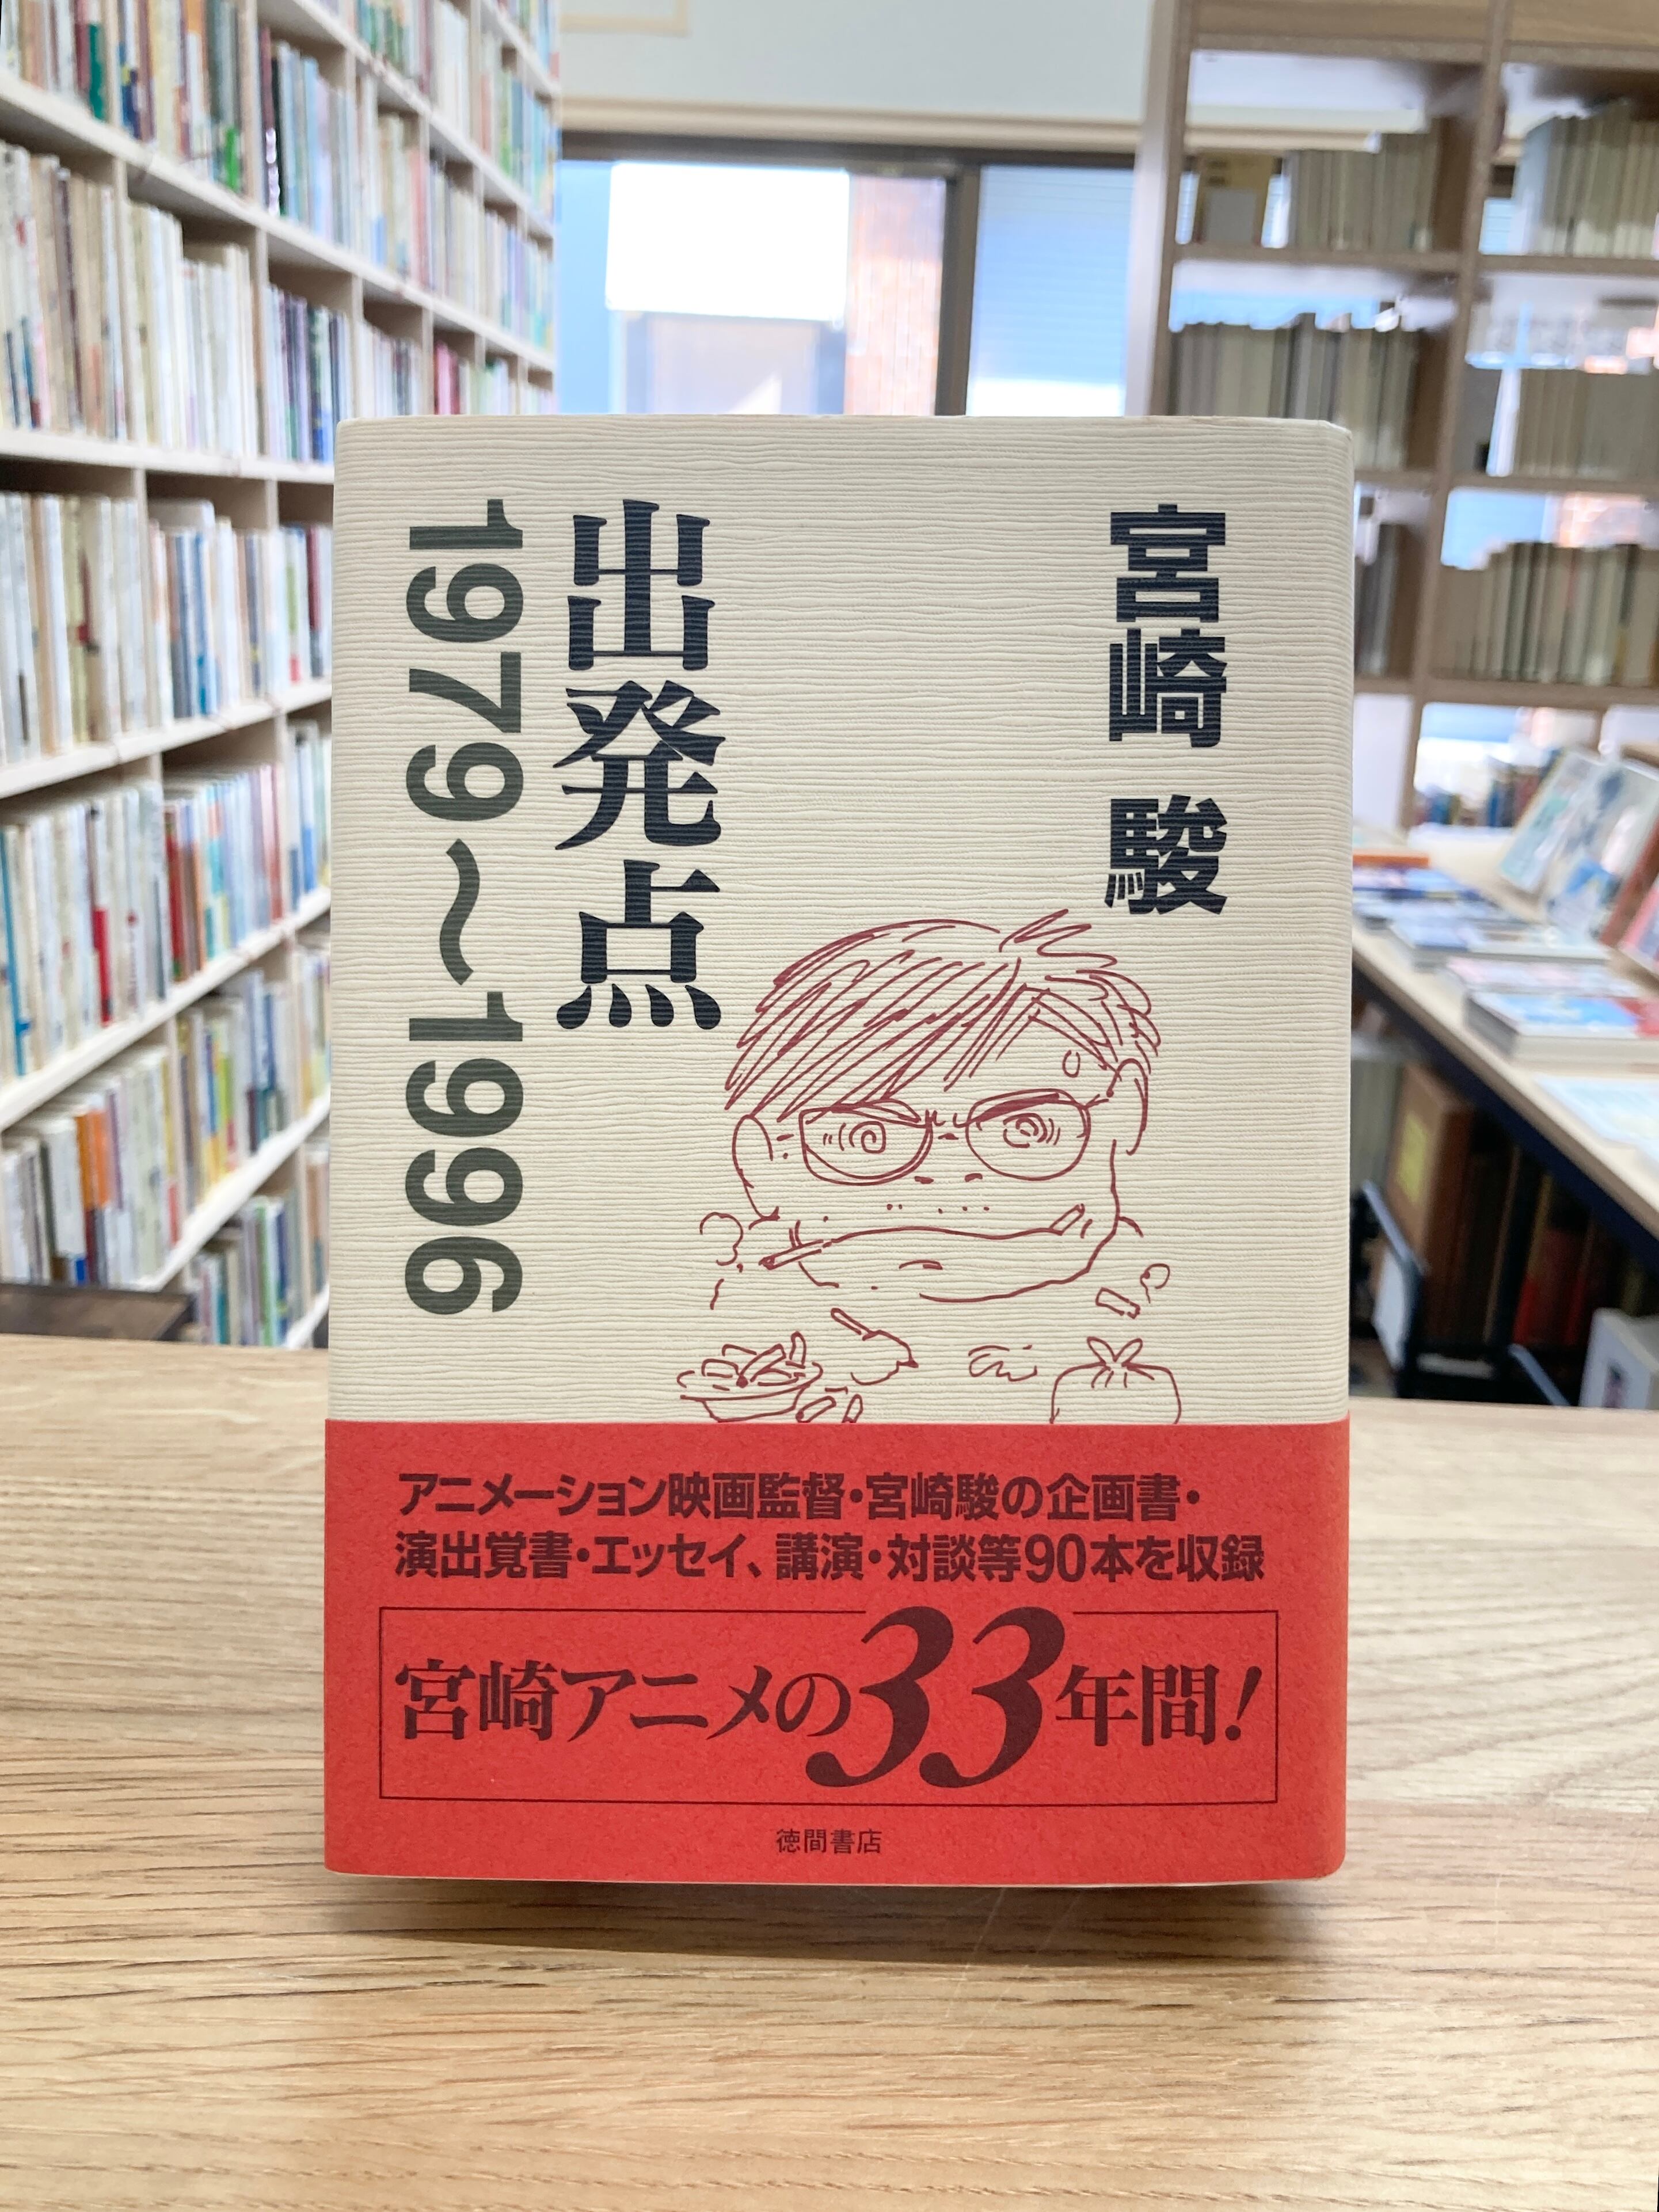 宮崎 駿
出発点
1979〜1996
アニメーション映画監督・宮崎駿の企画書・
演出覚書・エッセイ、講演・対談等90本を収録
宮崎アニメの33年間!
徳間書店